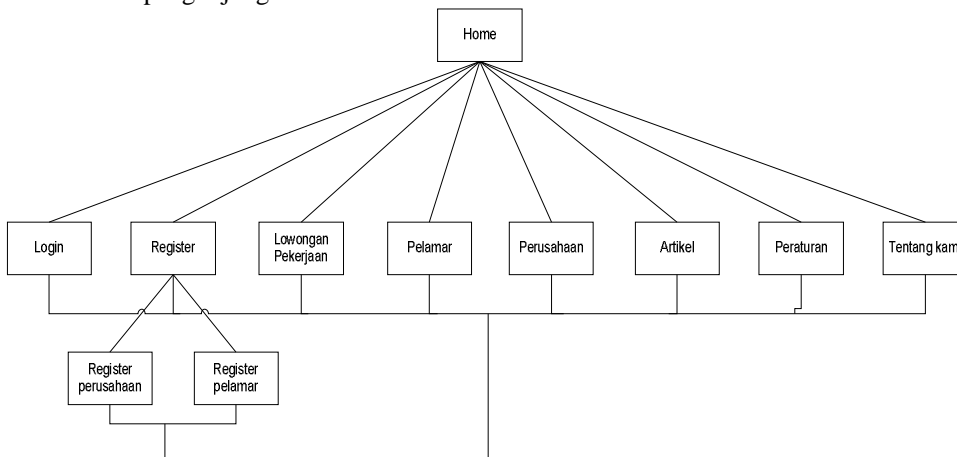 Home
Login
Register
Lowongan
Pekerjaan
Pelamar
Perusahaan
Artikel
Peraturan
Tentang kam
Register
perusahaan
Register
pelamar